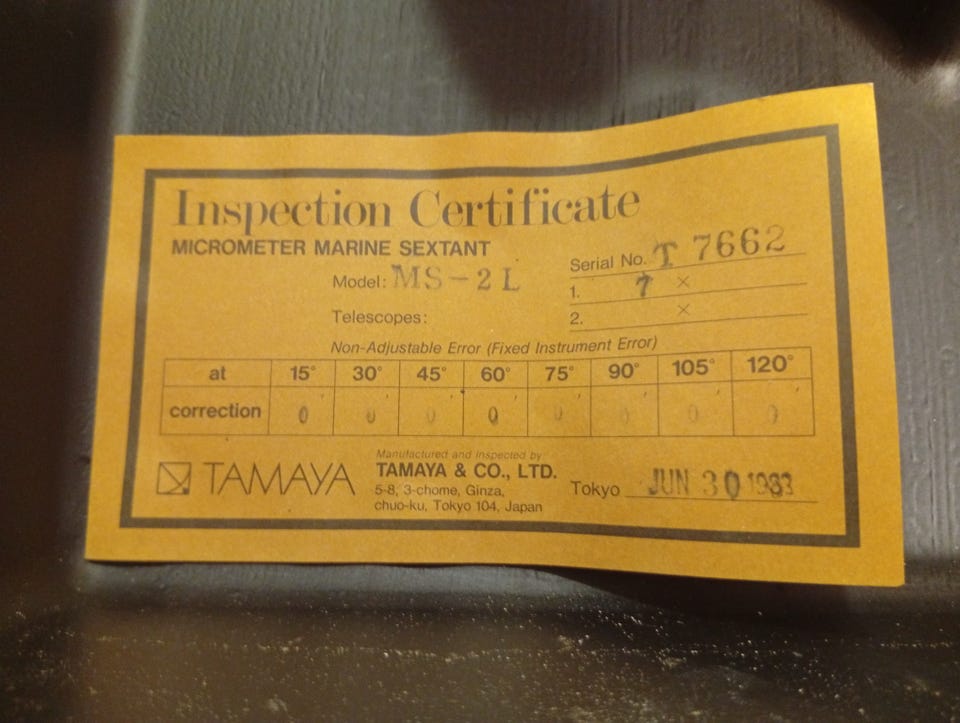 Inspection Certificate
MICROMETER MARINE SEXTANT
Model: MS-2L
Serial No. T 7662
Telescopes:
1. 7 ×
2. ×
Non-Adjustable Error (Fixed Instrument Error)
at 15° 30° 45° 60° 75° 90° 105° 120°
correction 0 ' 0 ' 0 ' 0 ' 0 ' 0 ' 0 ' 0 '
TAMAYA
Manufactured and Inspected by
TAMAYA & CO., LTD.
5-8, 3-chome, Ginza,
chuo-ku, Tokyo 104, Japan
Tokyo JUN 30 1983